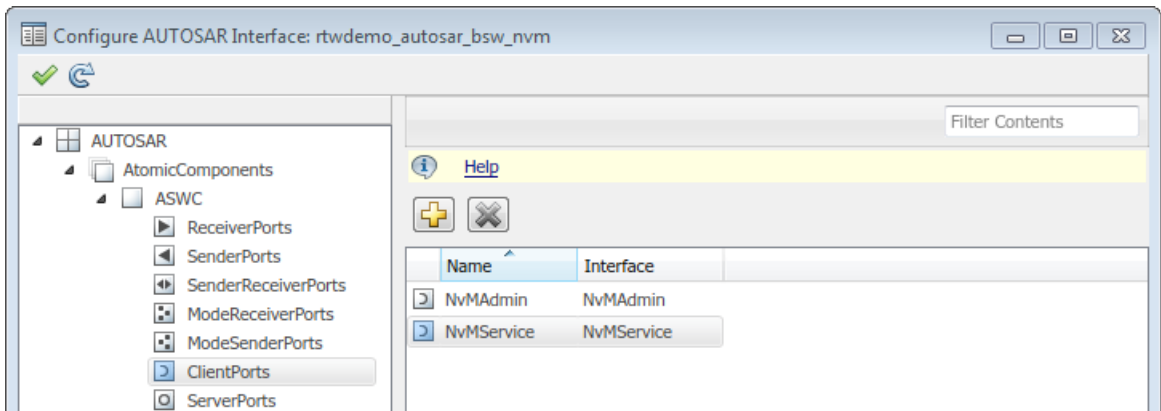 Configure AUTOSAR Interface: rtwdemo_autosar_bsw_nvm
Filter Contents
AUTOSAR
AtomicComponents
ASWC
ReceiverPorts
SenderPorts
SenderReceiverPorts
ModeReceiverPorts
ModeSenderPorts
ClientPorts
ServerPorts
Help
Name Interface
NvMAdmin NvMAdmin
NvMService NvMService